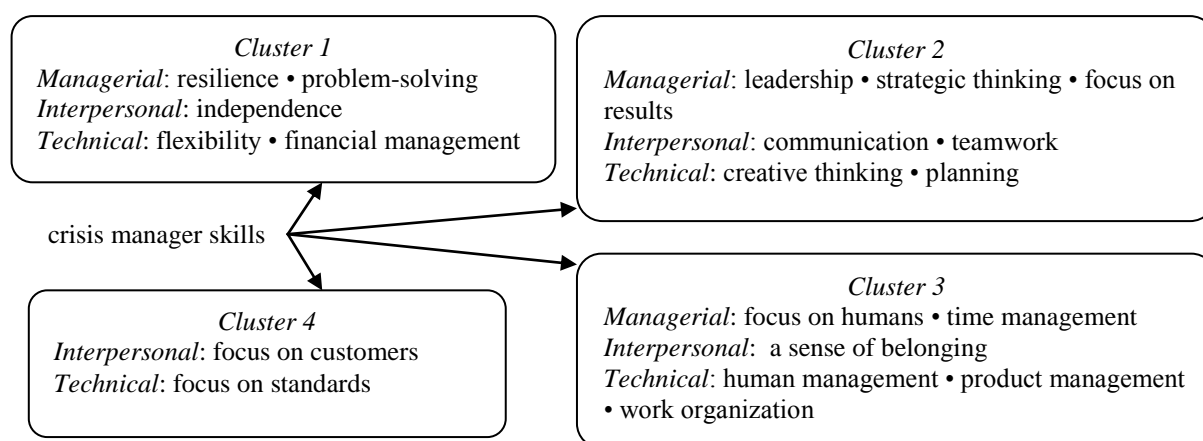 Cluster 1
Managerial: resilience • problem-solving
Interpersonal: independence
Technical: flexibility • financial management
Cluster 2
Managerial: leadership • strategic thinking • focus on
results
Interpersonal: communication • teamwork
Technical: creative thinking • planning
crisis manager skills
Cluster 4
Interpersonal: focus on customers
Technical: focus on standards
Cluster 3
Managerial: focus on humans • time management
Interpersonal: a sense of belonging
Technical: human management • product management
• work organization